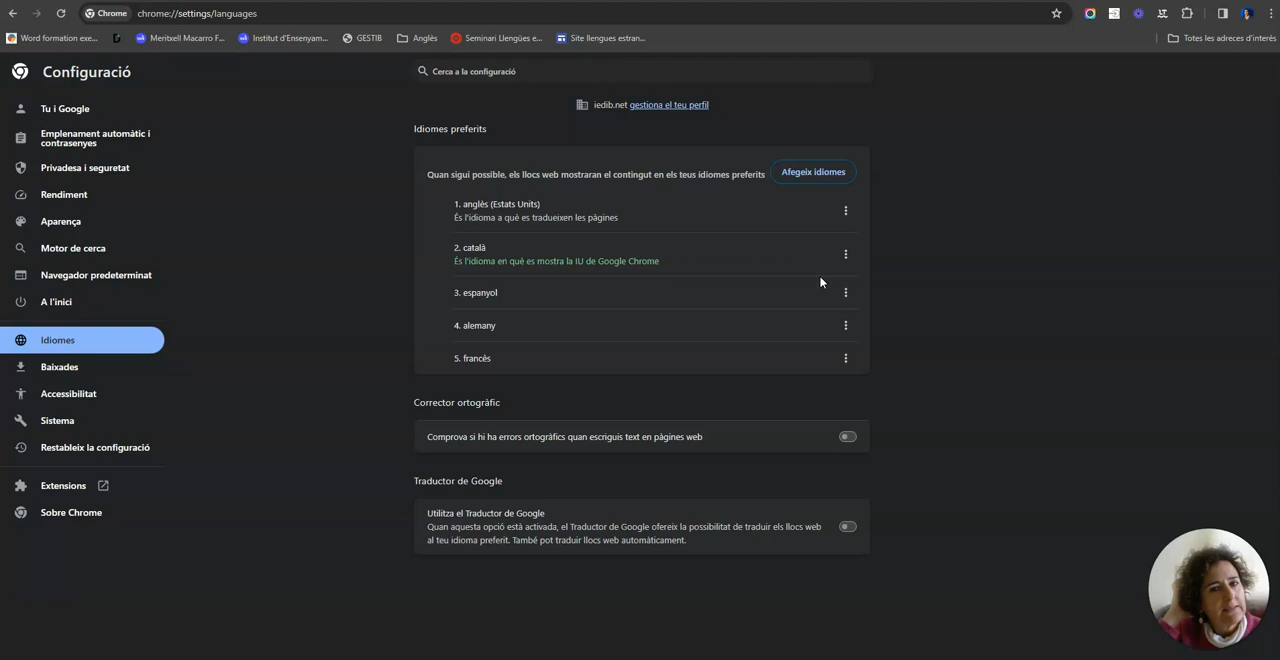 Chrome
chrome://settings/languages
Word formation exe...
Meritxell Macarro F...
Institut d'Ensenyam...
GESTIB
Anglès
Seminari Llengües e...
Site llengues estran...
Totes les adreces d'interès
Configuració
Cerca a la configuració
Tu i Google
Emplenament automàtic i
contrasenyes
Privadesa i seguretat
Rendiment
Aparença
Motor de cerca
Navegador predeterminat
A l'inici
Idiomes
Baixades
Accessibilitat
Sistema
Restableix la configuració
Extensions
Sobre Chrome
iedib.net gestiona el teu perfil
Idiomes preferits
Quan sigui possible, els llocs web mostraran el contingut en els teus idiomes preferits
Afegeix idiomes
1. anglès (Estats Units)
És l'idioma a què es tradueixen les pàgines
2. català
És l'idioma en què es mostra la IU de Google Chrome
3. espanyol
4. alemany
5. francès
Corrector ortogràfic
Comprova si hi ha errors ortogràfics quan escriguis text en pàgines web
Traductor de Google
Utilitza el Traductor de Google
Quan aquesta opció està activada, el Traductor de Google ofereix la possibilitat de traduir els llocs web
al teu idioma preferit. També pot traduir llocs web automàticament.